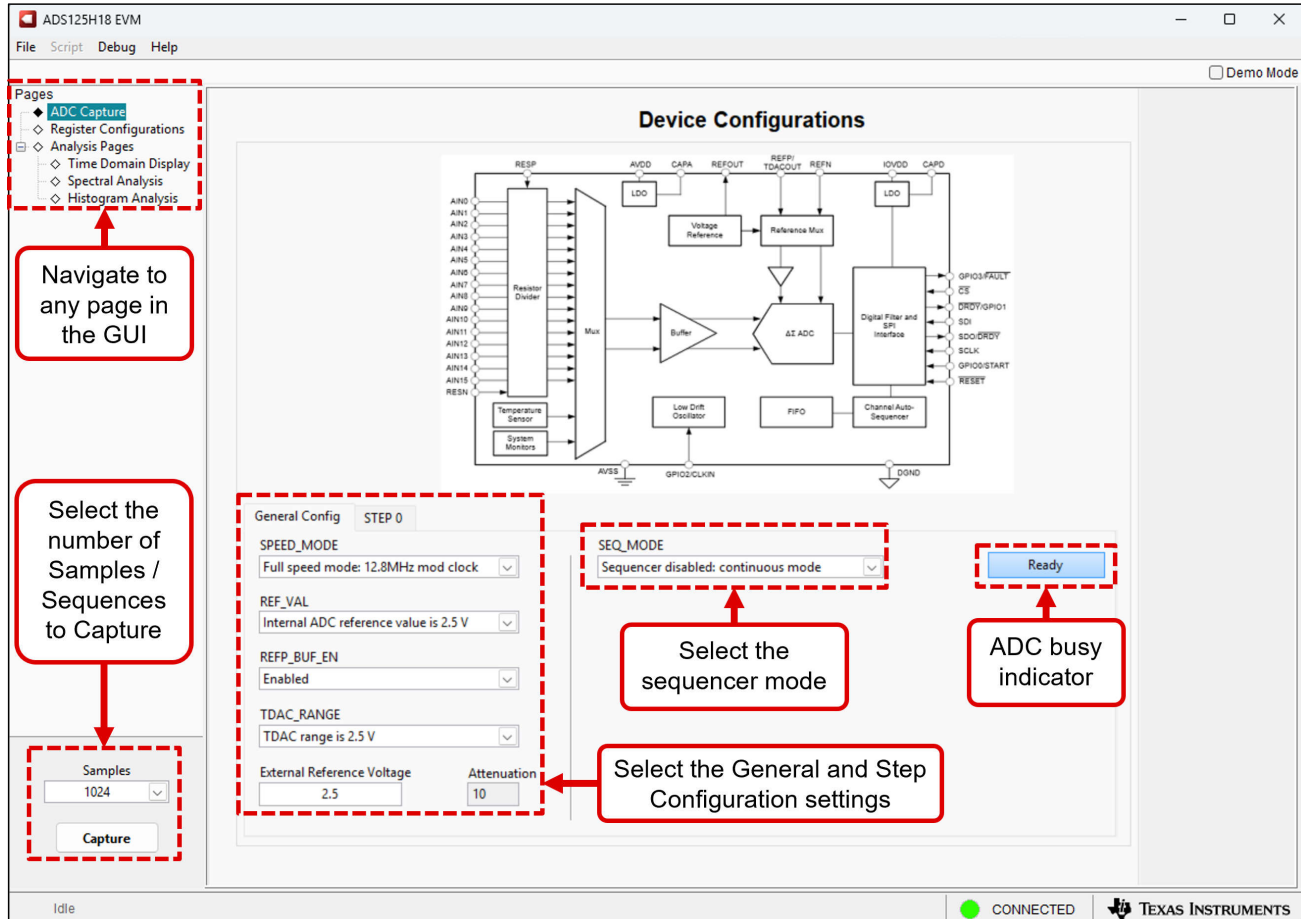 ADS125H18 EVM
File Script Debug Help
Demo Mode
Pages
ADC Capture
Register Configurations
Analysis Pages
Time Domain Display
Spectral Analysis
Histogram Analysis
Navigate to
any page in
the GUI
Select the
number of
Samples /
Sequences
to Capture
Samples
1024
Capture
Device Configurations
RESP
AVDD
CAPA
REFOUT
REFP/
TDACOUT
REFN
IOVDD
CAPD
LDO
LDO
AIN0
AIN1
AIN2
AIN3
AIN4
AIN5
AIN6
AIN7
AIN8
AIN9
AIN10
AIN11
AIN12
AIN13
AIN14
AIN15
RESN
Resistor
Divider
Mux
Voltage
Reference
Reference Mux
Buffer
ΔΣ ADC
Digital Filter and
SPI
Interface
GPIO3/FAULT
CS
DRDY/GPIO1
SDI
SDO/DRDY
SCLK
GPIO0/START
RESET
Temperature
Sensor
System
Monitors
Low Drift
Oscillator
FIFO
Channel Auto-
Sequencer
AVSS
GPIO2/CLKIN
DGND
General Config
STEP 0
SPEED_MODE
Full speed mode: 12.8MHz mod clock
REF_VAL
Internal ADC reference value is 2.5 V
REFP_BUF_EN
Enabled
TDAC_RANGE
TDAC range is 2.5 V
External Reference Voltage
Attenuation
2.5
10
SEQ_MODE
Sequencer disabled: continuous mode
Select the
sequencer mode
Ready
ADC busy
indicator
Select the General and Step
Configuration settings
Idle
CONNECTED
TEXAS INSTRUMENTS